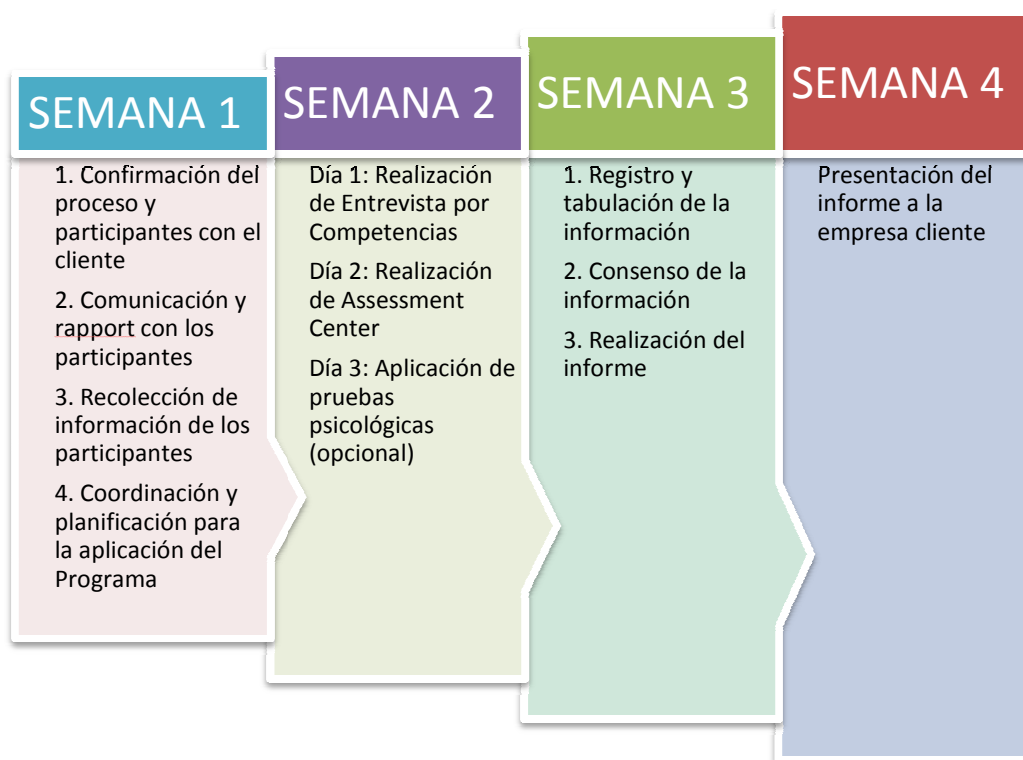 SEMANA 1
1. Confirmación del
proceso y
participantes con el
cliente
2. Comunicación y
rapport con los
participantes
3. Recolección de
información de los
participantes
4. Coordinación y
planificación para
la aplicación del
Programa
SEMANA 2
Día 1: Realización
de Entrevista por
Competencias
Día 2: Realización
de Assessment
Center
Día 3: Aplicación de
pruebas
psicológicas
(opcional)
SEMANA 3
1. Registro y
tabulación de la
información
2. Consenso de la
información
3. Realización del
informe
SEMANA 4
Presentación del
informe a la
empresa cliente